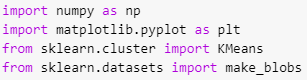 import numpy as np
import matplotlib.pyplot as plt
from sklearn.cluster import KMeans
from sklearn.datasets import make_blobs